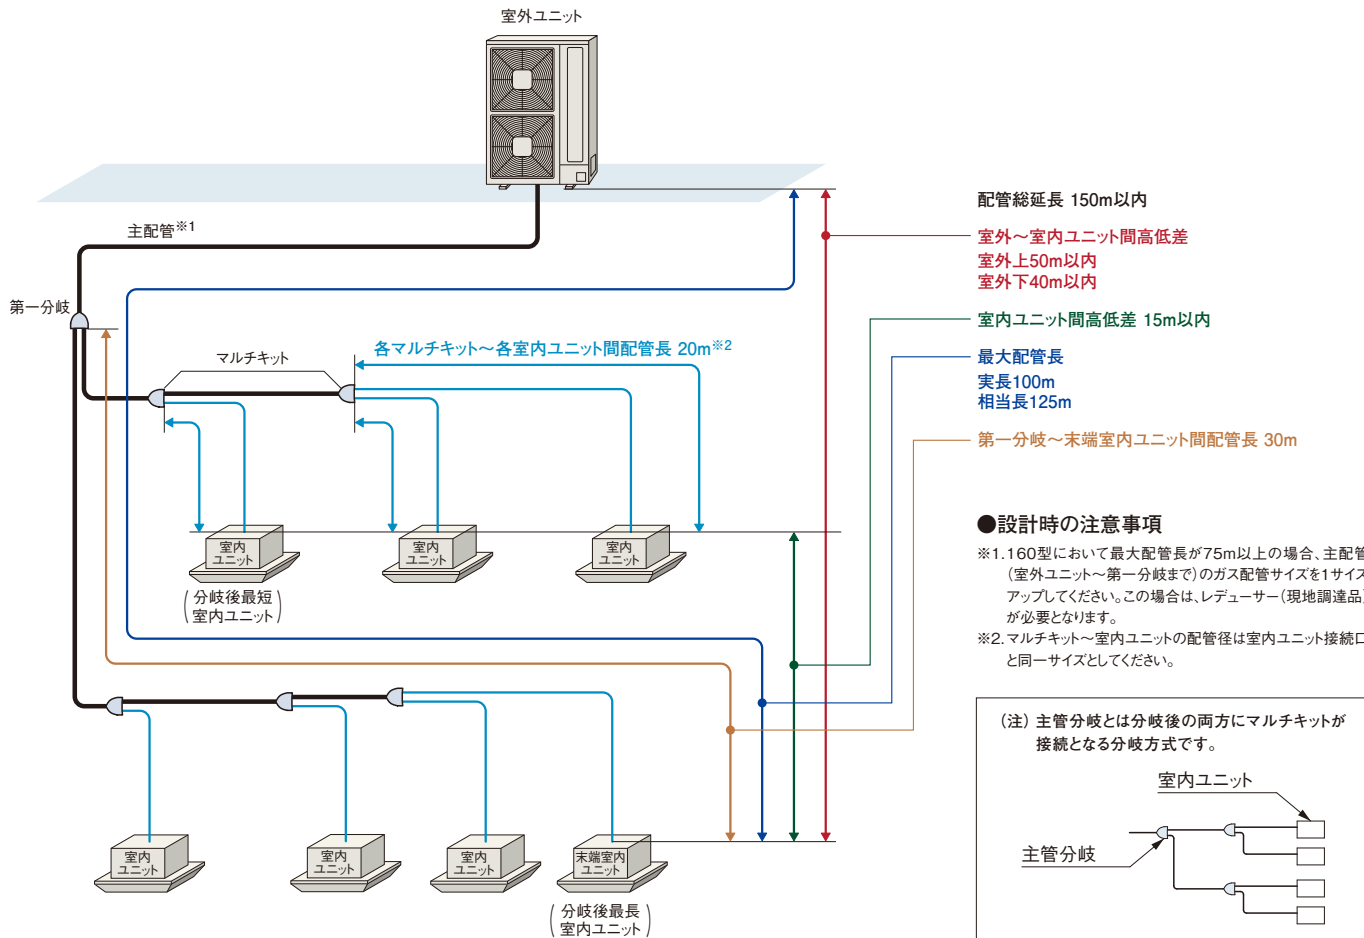 室外ユニット
主配管※1
第一分岐
マルチキット
各マルチキット～各室内ユニット間配管長 20m※2
室内
ユニット
(分岐後最短
室内ユニット)
室内
ユニット
室内
ユニット
室内
ユニット
室内
ユニット
室内
ユニット
末端室内
ユニット
(分岐後最長
室内ユニット)
配管総延長 150m以内
室外～室内ユニット間高低差
室外上50m以内
室外下40m以内
室内ユニット間高低差 15m以内
最大配管長
実長100m
相当長125m
第一分岐～末端室内ユニット間配管長 30m
●設計時の注意事項
※1.160型において最大配管長が75m以上の場合、主配管
(室外ユニット～第一分岐まで)のガス配管サイズを1サイズ
アップしてください。この場合は、レデューサー(現地調達品)
が必要となります。
※2.マルチキット～室内ユニットの配管径は室内ユニット接続口
と同一サイズとしてください。
(注) 主管分岐とは分岐後の両方にマルチキットが
接続となる分岐方式です。
室内ユニット
主管分岐